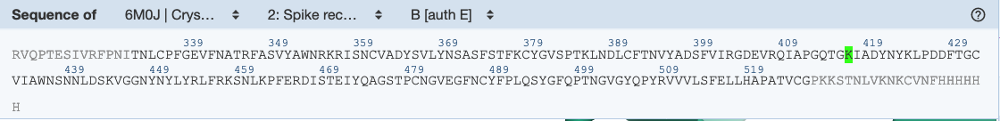 Sequence of 6M0J | Crys... 2: Spike rec... B [auth E]
339 349 359 369 379 389 399 409 419 429
RVQPTESIVRFPNITNLCPFGEVFNATRFASVYAWNRKRISNCVADYSVLYNSASFSTFKCYGVSPTKLNDLCFTNVYADSFVIRGDEVRQIAPGQTGKIADYNYKLPDDFTGC
439 449 459 469 479 489 499 509 519
VIAWNSNNLDSKVGGNYNYLYRLFRKSNLKPFERDISTEIYQAGSTPCNGVEGFNCYFPLQSYGFQPTNGVGYQPYRVVVLSFELLHAPATVCGPKKSTNLVKNKCVNFHHHHH
H